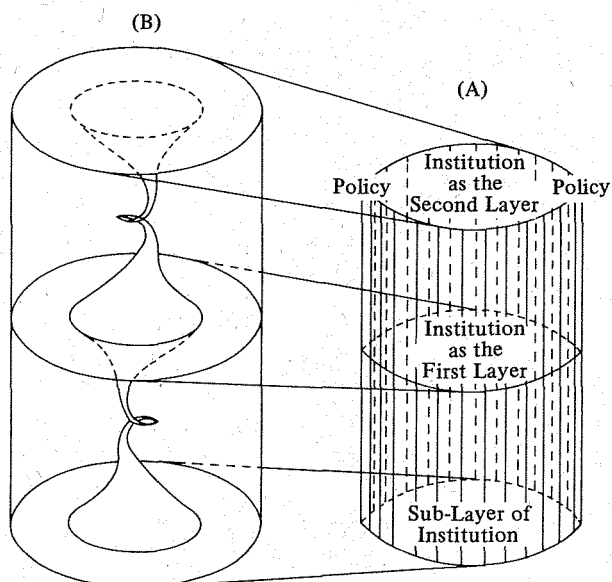 (B)
(A)
Institution
as the
Second Layer
Policy
Policy
Institution
as the
First Layer
Sub-Layer of
Institution